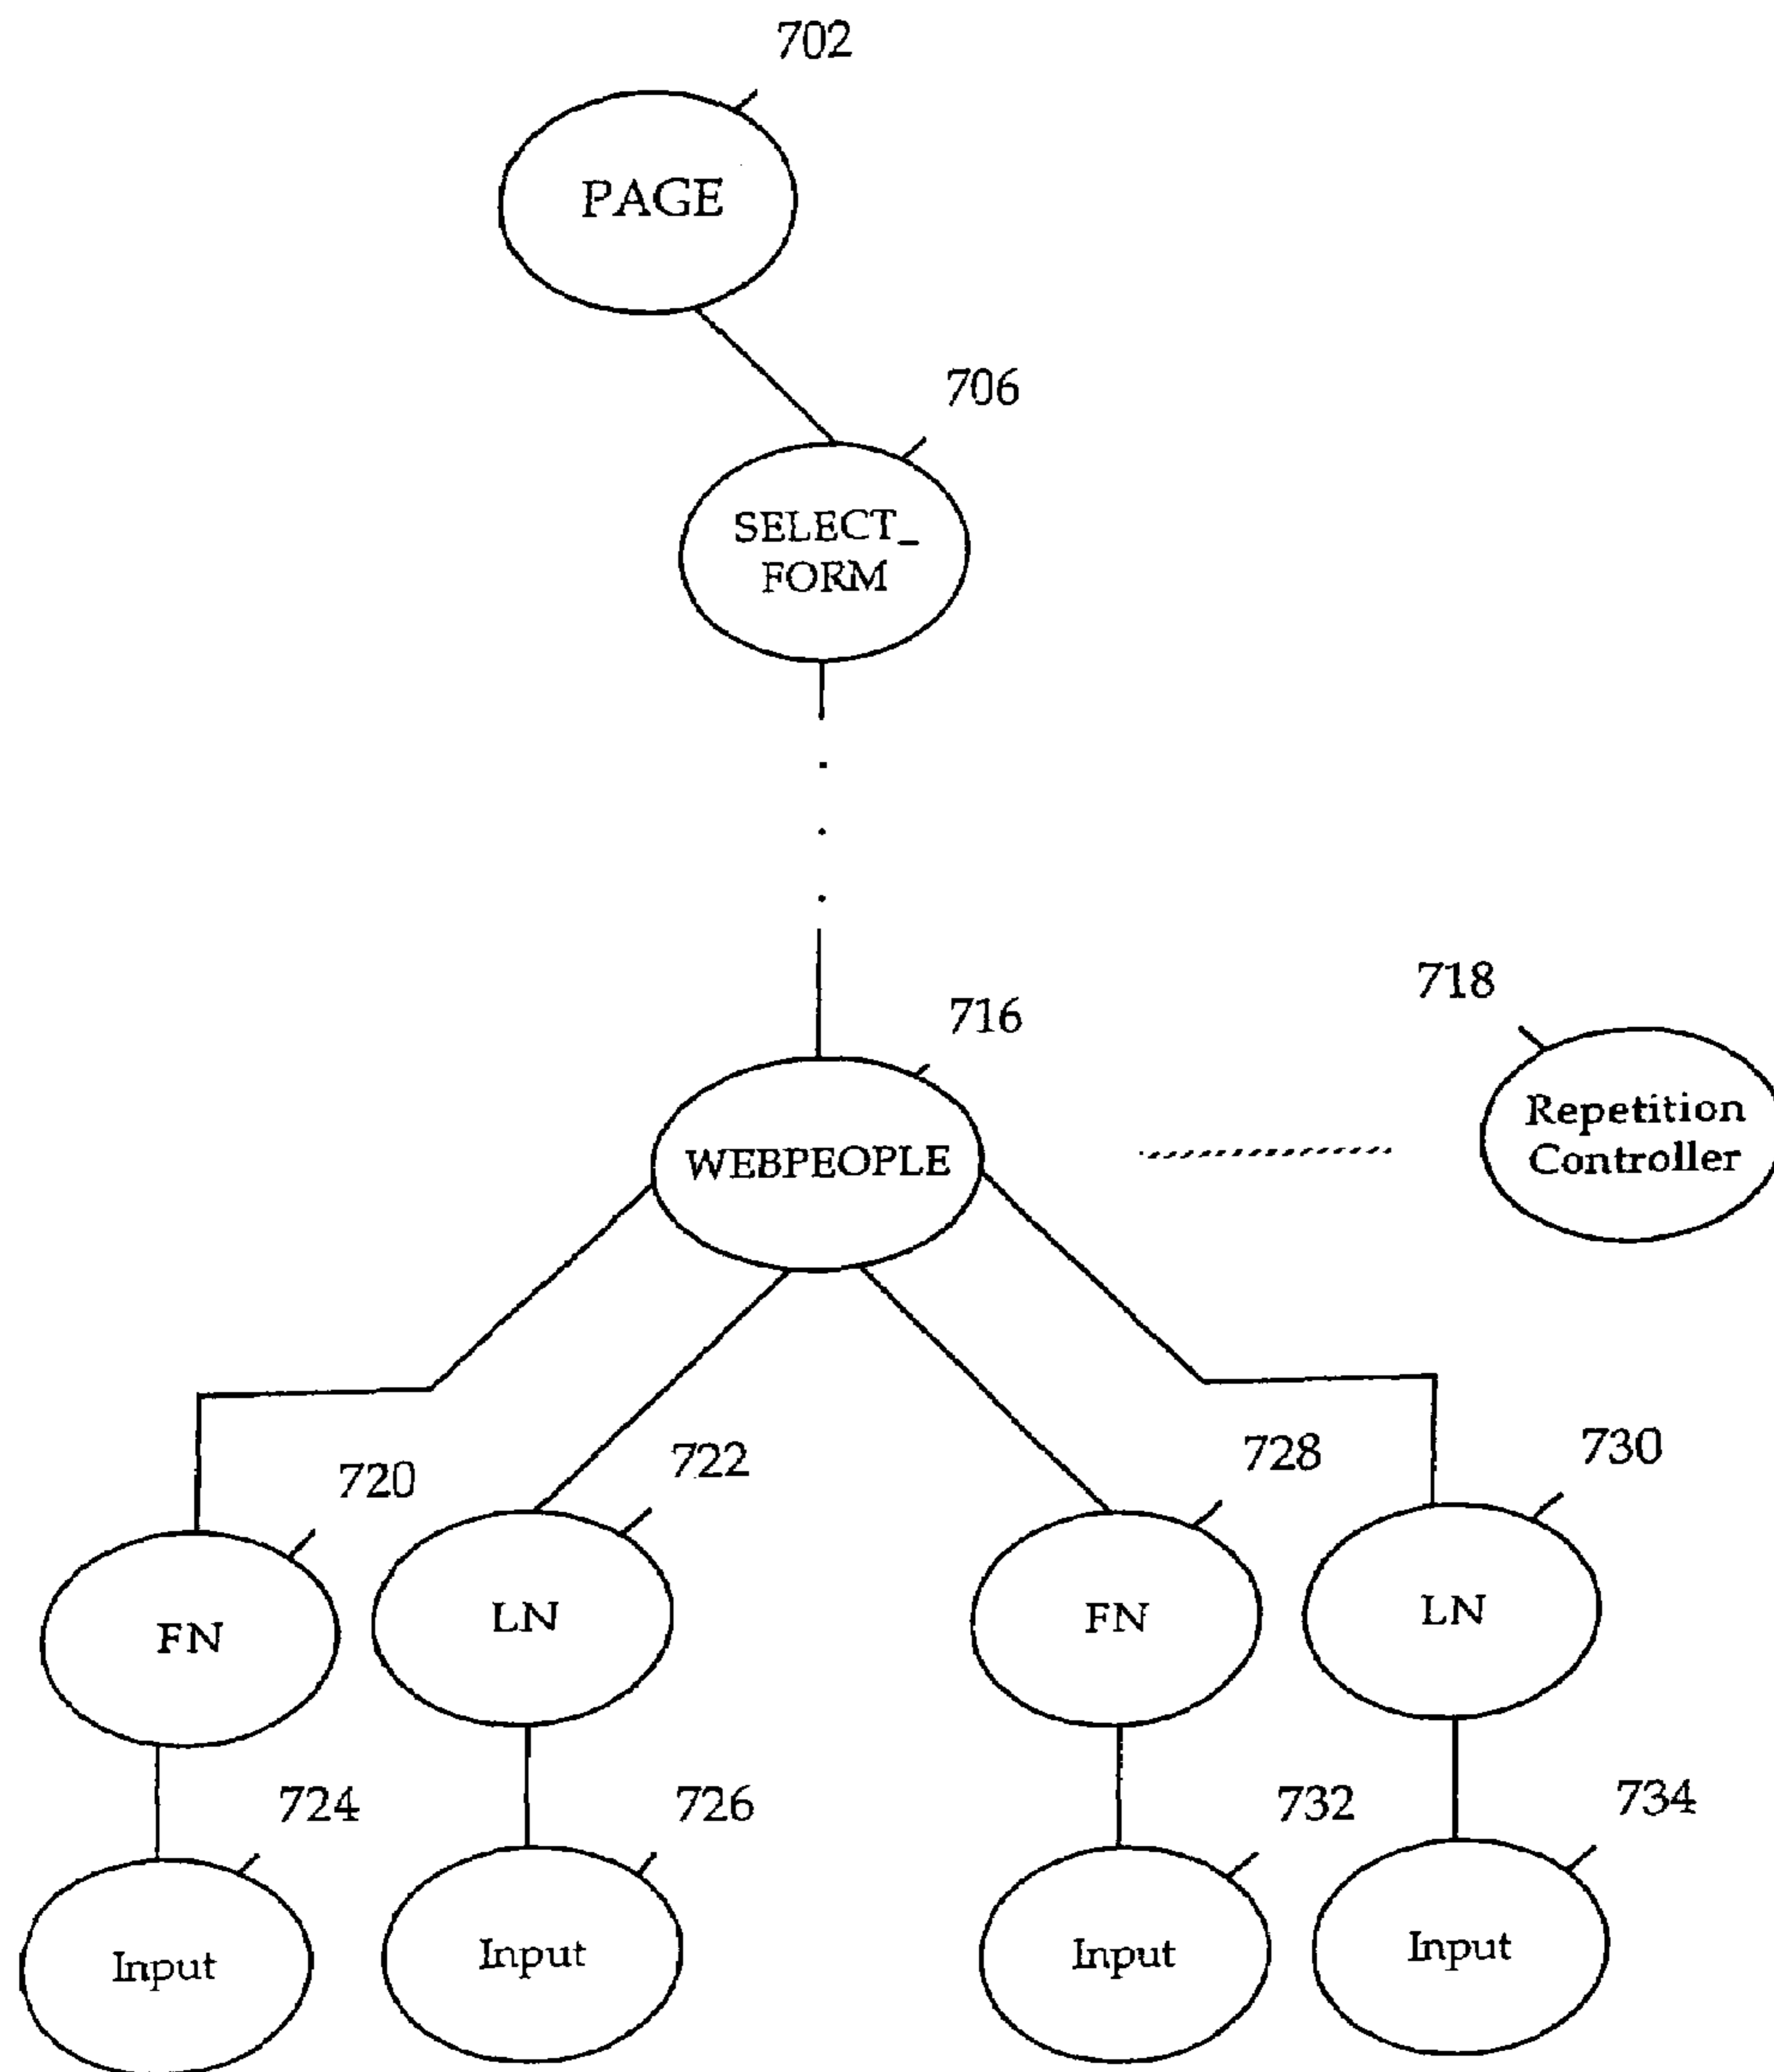 702
PAGE
706
SELECT_
FORM
718
716
Repetition
Controller
WEBPEOPLE
720
722
728
730
FN
LN
FN
LN
724
726
732
734
Input
Input
Input
Input